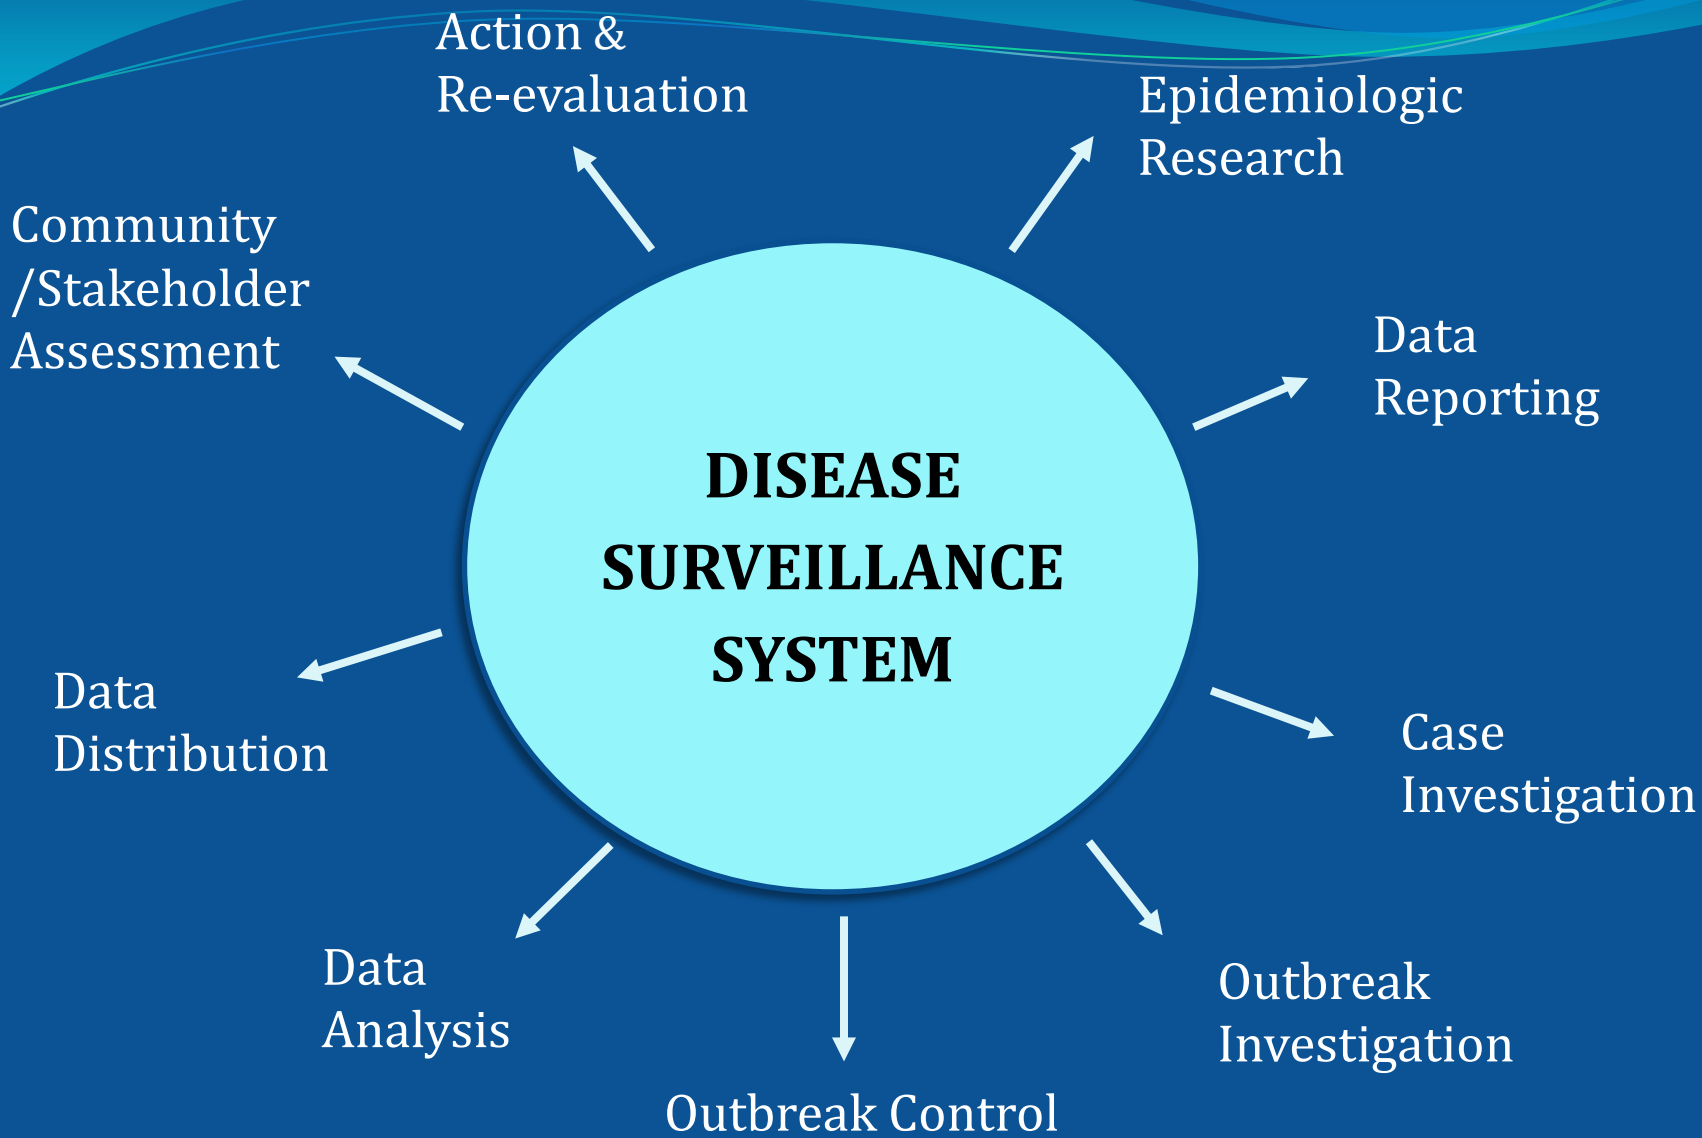 Action &
Re-evaluation
Epidemiologic
Research
Community
/Stakeholder
Assessment
Data
Reporting
DISEASE
SURVEILLANCE
SYSTEM
Data
Distribution
Case
Investigation
Data
Analysis
Outbreak
Investigation
Outbreak Control